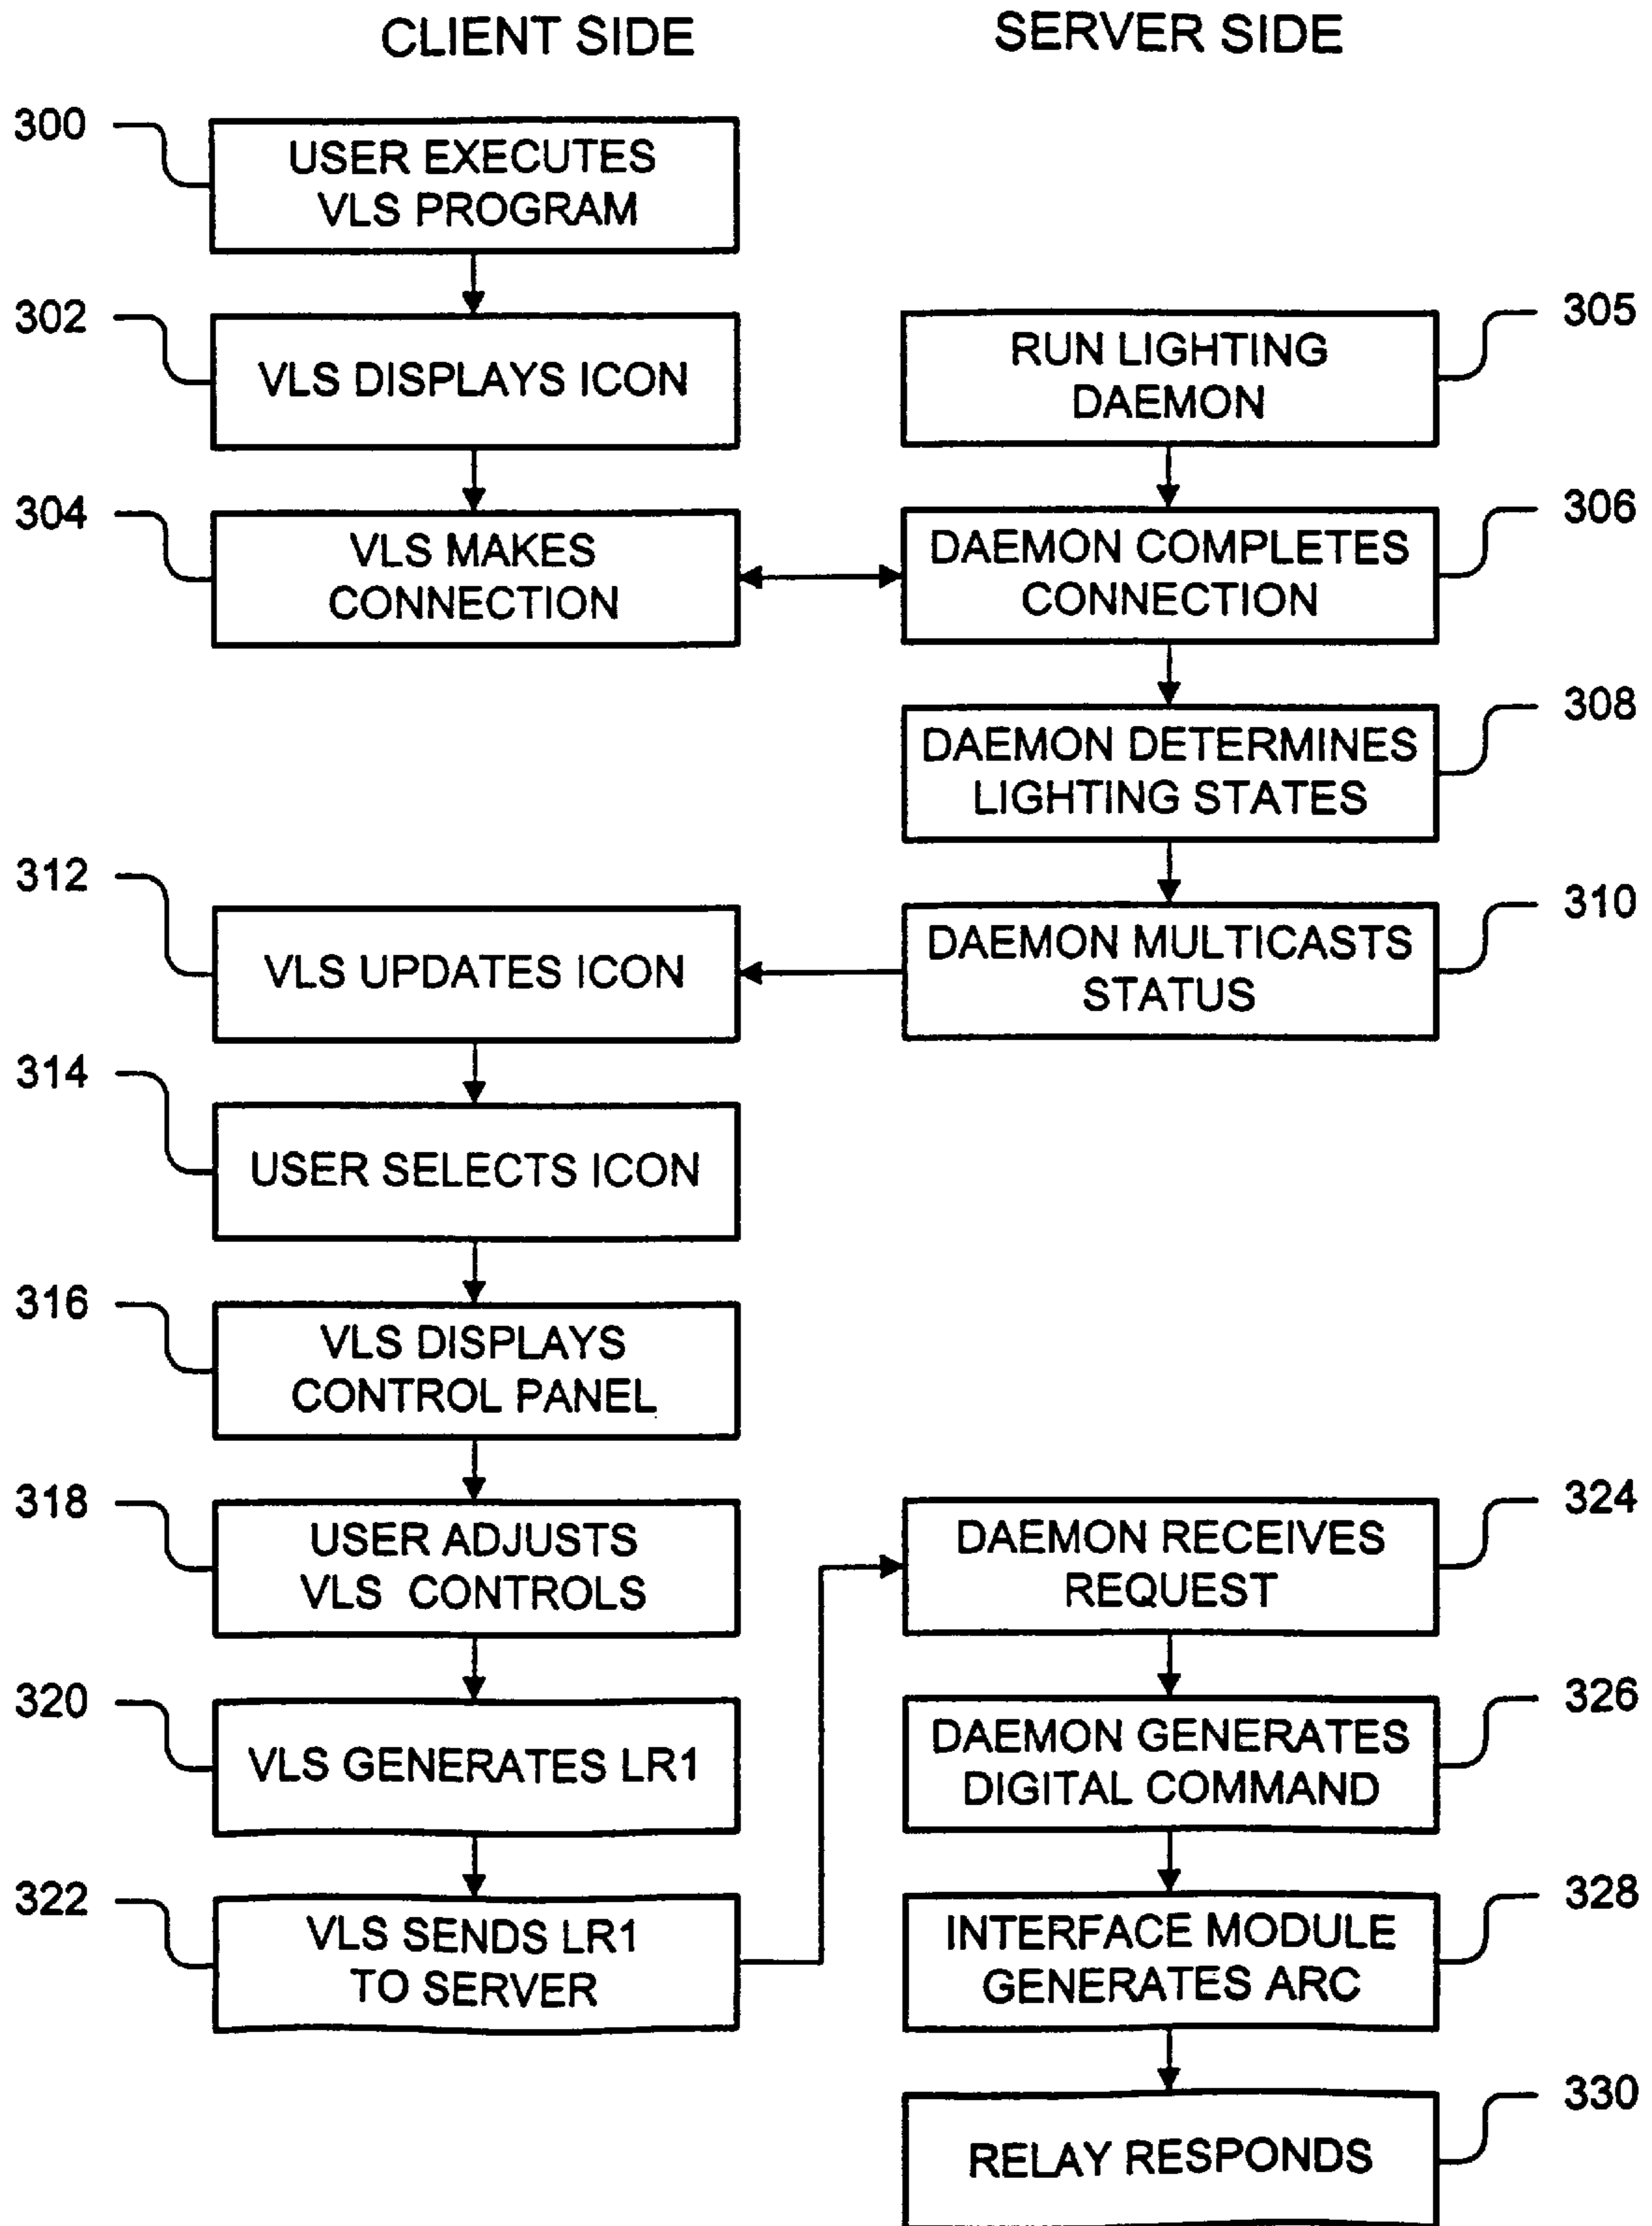 CLIENT SIDE
SERVER SIDE
300
USER EXECUTES
VLS PROGRAM
302
VLS DISPLAYS ICON
305
RUN LIGHTING
DAEMON
304
VLS MAKES
CONNECTION
306
DAEMON COMPLETES
CONNECTION
308
DAEMON DETERMINES
LIGHTING STATES
310
DAEMON MULTICASTS
STATUS
312
VLS UPDATES ICON
314
USER SELECTS ICON
316
VLS DISPLAYS
CONTROL PANEL
318
USER ADJUSTS
VLS CONTROLS
320
VLS GENERATES LR1
322
VLS SENDS LR1
TO SERVER
324
DAEMON RECEIVES
REQUEST
326
DAEMON GENERATES
DIGITAL COMMAND
328
INTERFACE MODULE
GENERATES ARC
330
RELAY RESPONDS